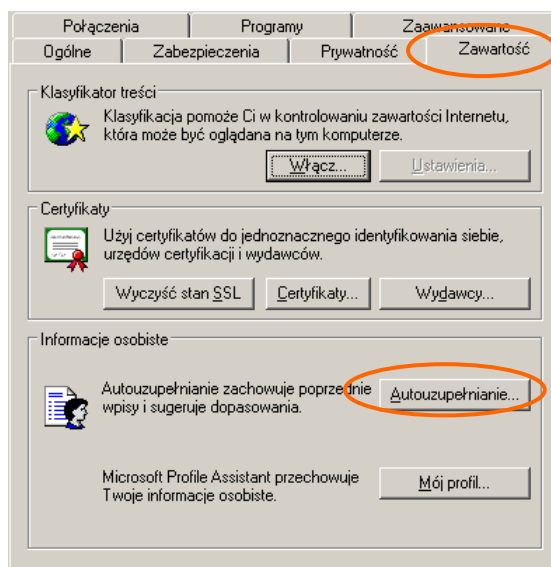 Połączenia Programy Zaawansowane
Ogólne Zabezpieczenia Prywatność Zawartość
Klasyfikator treści
Klasyfikacja pomoże Ci w kontrolowaniu zawartości Internetu,
która może być oglądana na tym komputerze.
Włącz... Ustawienia...
Certyfikaty
Użyj certyfikatów do jednoznacznego identyfikowania siebie,
urzędów certyfikacji i wydawców.
Wyczyść stan SSL Certyfikaty... Wydawcy...
Informacje osobiste
Autouzupełnianie zachowuje poprzednie
wpisy i sugeruje dopasowania.
Autouzupełnianie...
Microsoft Profile Assistant przechowuje
Twoje informacje osobiste.
Mój profil...